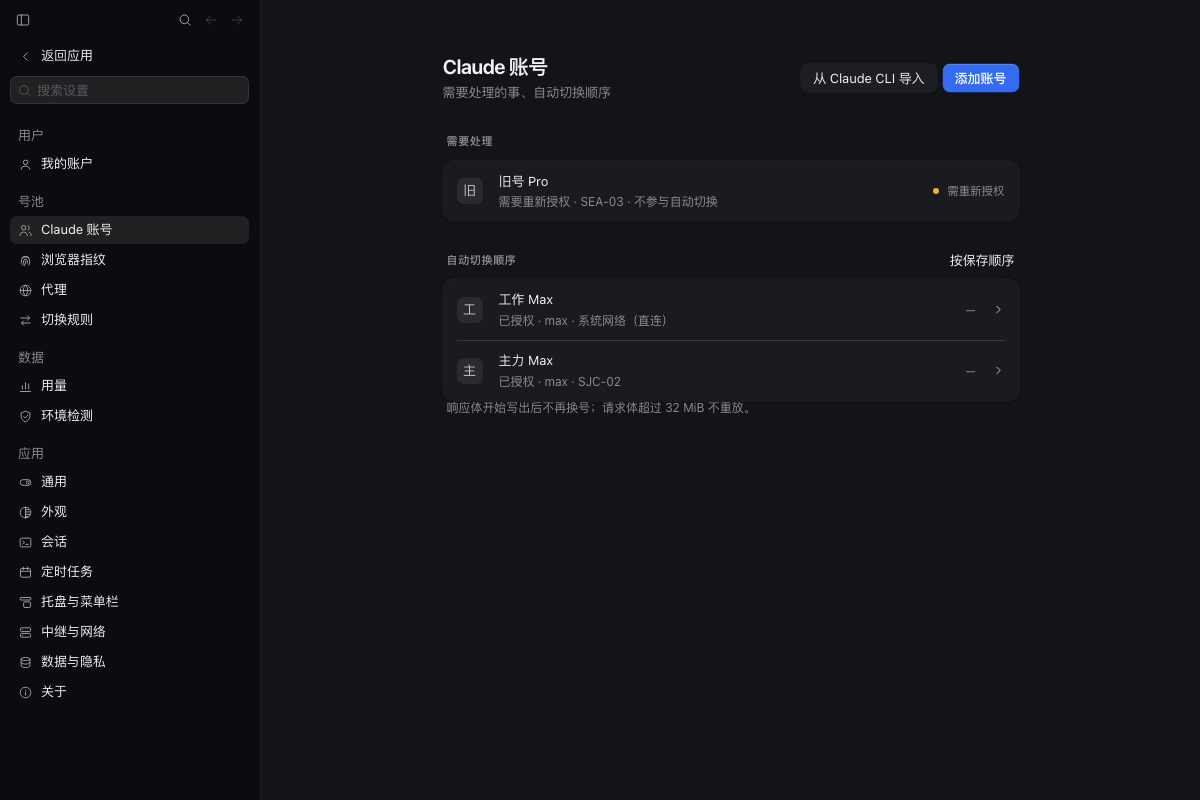 返回应用
搜索设置
用户
我的账户
号池
Claude 账号
浏览器指纹
代理
切换规则
数据
用量
环境检测
应用
通用
外观
会话
定时任务
托盘与菜单栏
中继与网络
数据与隐私
关于
Claude 账号
需要处理的事、自动切换顺序
从 Claude CLI 导入
添加账号
需要处理
旧
旧号 Pro
需要重新授权 · SEA-03 · 不参与自动切换
需重新授权
自动切换顺序
按保存顺序
工
工作 Max
已授权 · max · 系统网络（直连）
—
主
主力 Max
已授权 · max · SJC-02
—
响应体开始写出后不再换号；请求体超过 32 MiB 不重放。